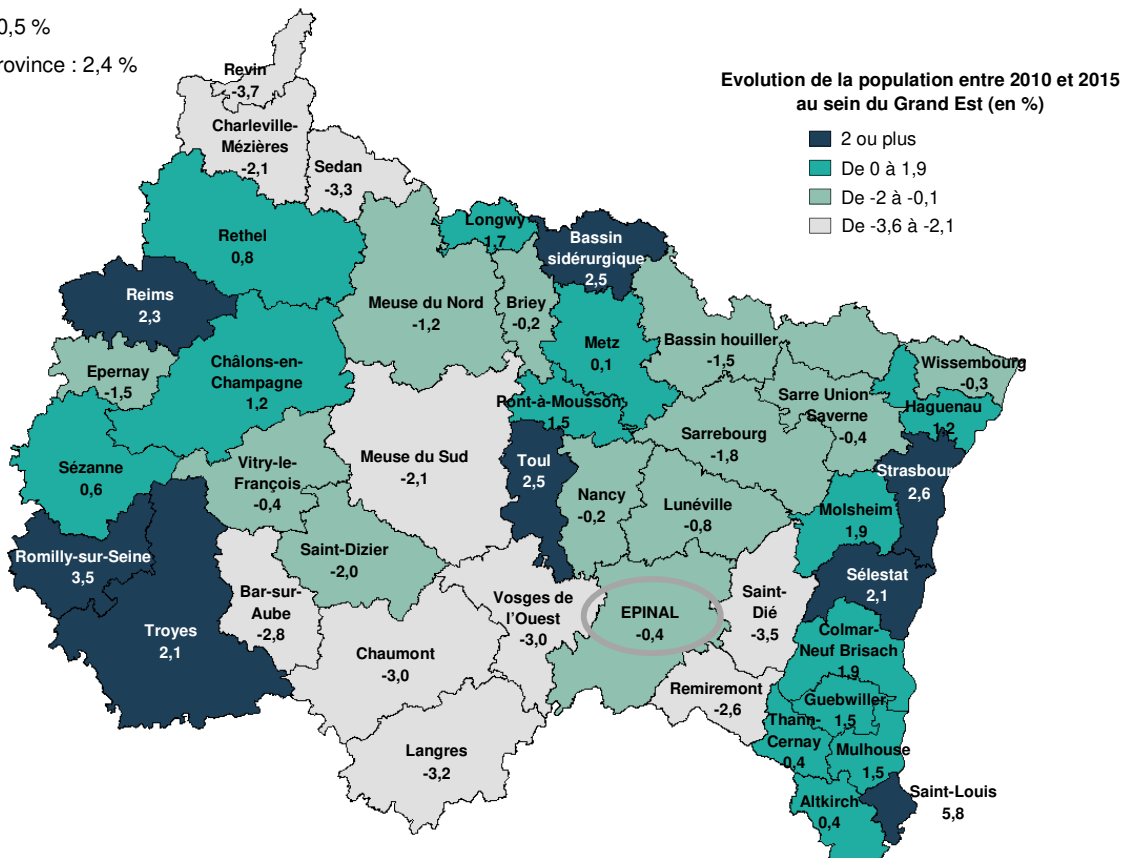 0,5 %
rovince : 2,4 %
Evolution de la population entre 2010 et 2015
au sein du Grand Est (en %)
2 ou plus
De 0 à 1,9
De -2 à -0,1
De -3,6 à -2,1
Revin
-3,7
Charleville-
Mézières
-2,1
Sedan
-3,3
Rethel
0,8
Longwy
1,7
Bassin
sidérurgique
2,5
Reims
2,3
Meuse du Nord
-1,2
Briey
-0,2
Metz
0,1
Bassin houiller
-1,5
Wissembourg
-0,3
Epernay
-1,5
Châlons-en-
Champagne
1,2
Pont-à-Mousson
1,5
Sarre Union
Saverne
-0,4
Haguenau
1,2
Sézanne
0,6
Vitry-le-
François
-0,4
Meuse du Sud
-2,1
Toul
2,5
Nancy
-0,2
Sarrebourg
-1,8
Lunéville
-0,8
Strasbour
2,6
Molsheim
1,9
Romilly-sur-Seine
3,5
Saint-Dizier
-2,0
Sélestat
2,1
Troyes
2,1
Bar-sur-
Aube
-2,8
Chaumont
-3,0
Vosges de
l'Ouest
-3,0
EPINAL
-0,4
Saint-
Dié
-3,5
Colmar-
Neuf Brisach
1,9
Remiremont
-2,6
Guebwiller
1,5
Thann-
Cernay
-0,4
Mulhouse
1,5
Langres
-3,2
Altkirch
0,4
Saint-Louis
5,8